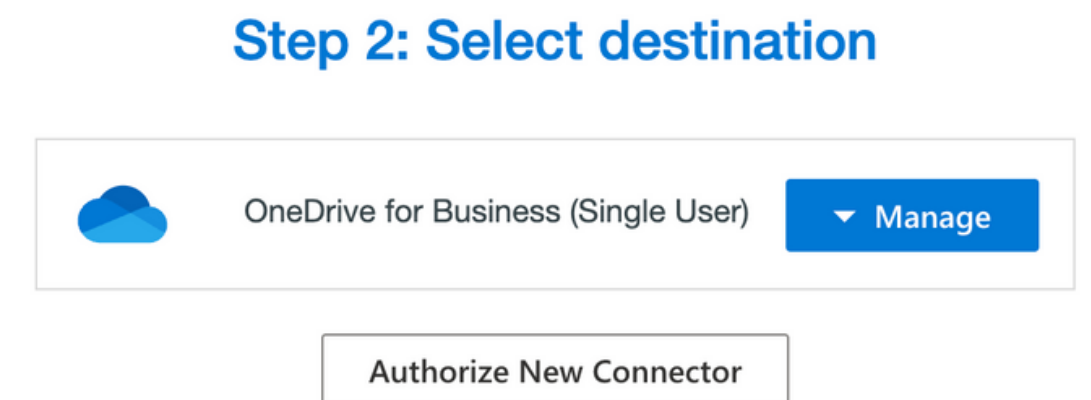 Step 2: Select destination
OneDrive for Business (Single User)
Manage
Authorize New Connector